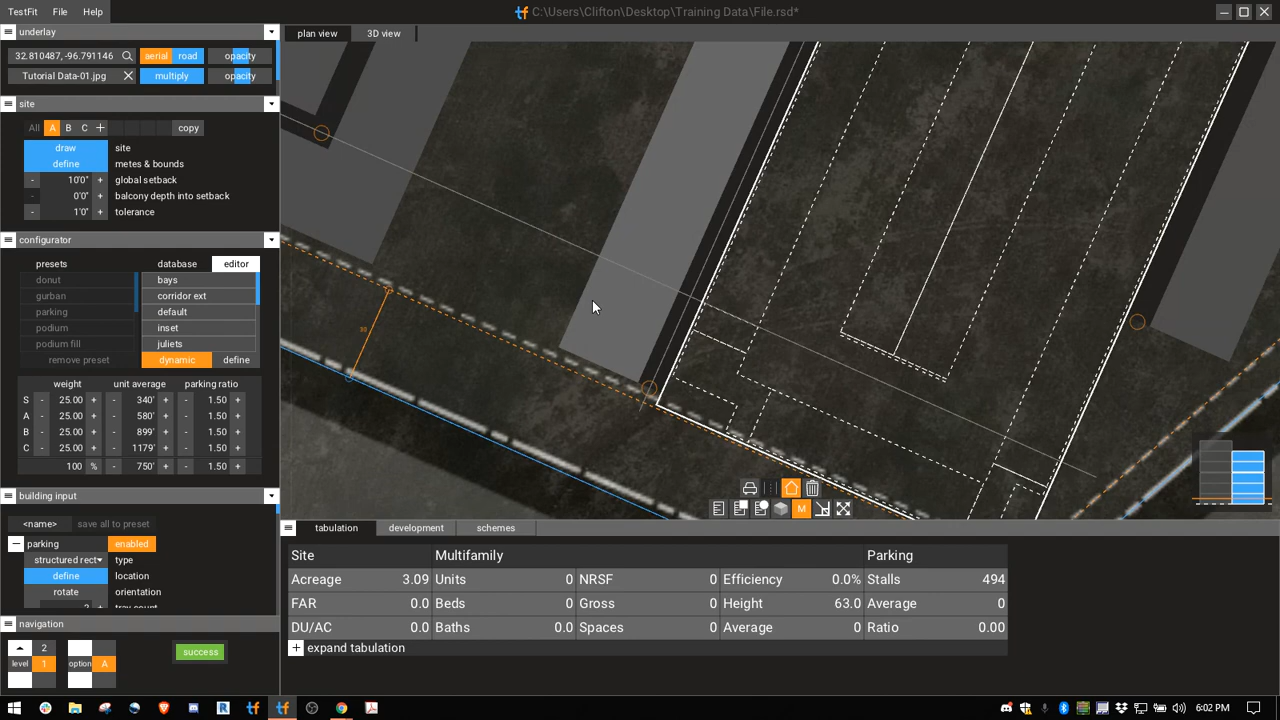 TestFit File Help
C:\Users\Clifton\Desktop\Training Data\File.rsd*
underlay
32.810487, -96.791146 aerial road opacity
Tutorial Data-01.jpg multiply opacity
site
All A B C + copy
draw site
define metes & bounds
- 10'0" + global setback
- 0'0" + balcony depth into setback
- 1'0" + tolerance
configurator
presets database editor
donut bays
gurban corridor ext
parking default
podium inset
podium fill juliets
remove preset dynamic define
weight unit average parking ratio
S - 25.00 + - 340' + - 1.50 +
A - 25.00 + - 580' + - 1.50 +
B - 25.00 + - 899' + - 1.50 +
C - 25.00 + - 1179' + - 1.50 +
100 % - 750' + - 1.50 +
building input
<name> save all to preset
parking enabled
structured rect type
define location
rotate orientation
tray count
navigation
2
level 1 option A
success
plan view 3D view
M
tabulation development schemes
Site Multifamily Parking
Acreage 3.09 Units 0 NRSF 0 Efficiency 0.0% Stalls 494
FAR 0.0 Beds 0 Gross 0 Height 63.0 Average 0
DU/AC 0.0 Baths 0.0 Spaces 0 Average 0 Ratio 0.00
+ expand tabulation
6:02 PM